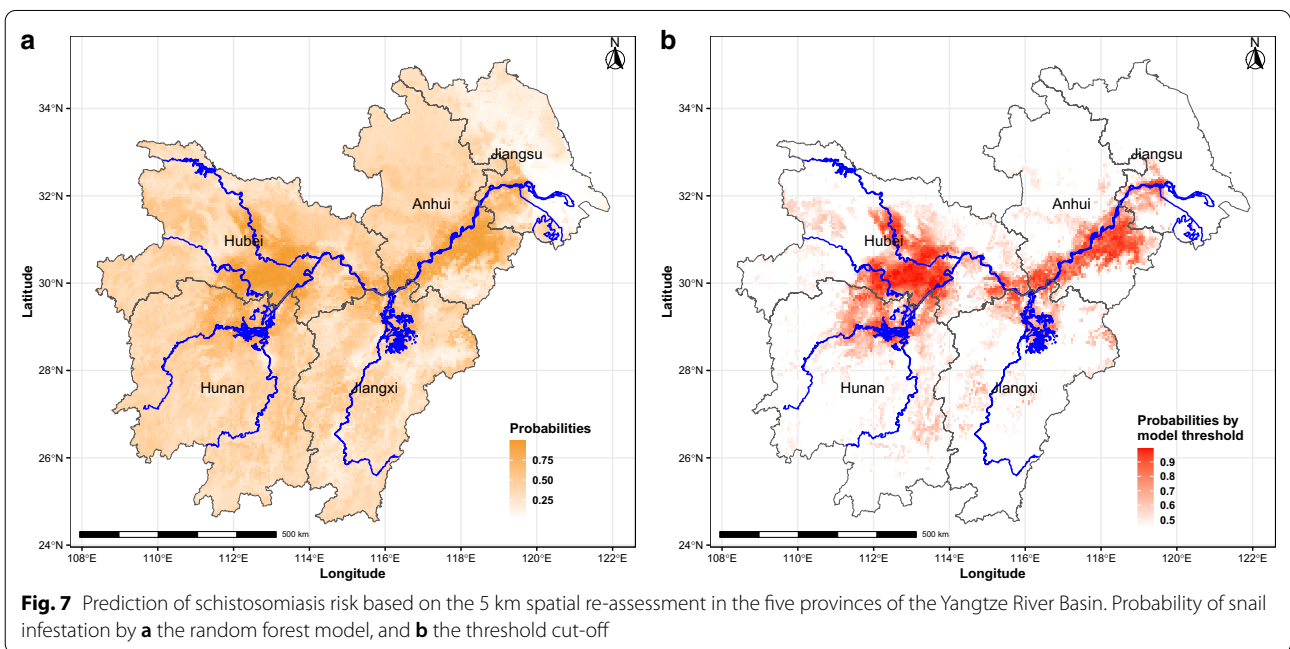 a
b
N
N
34°N
32°N
30°N
28°N
26°N
24°N
Latitude
Jiangsu
Anhui
Hubei
Hunan
Jiangxi
Probabilities
0.75
0.50
0.25
500 km
108°E 110°E 112°E 114°E 116°E 118°E 120°E 122°E
Longitude
34°N
32°N
30°N
28°N
26°N
24°N
Latitude
Jiangsu
Anhui
Hubei
Hunan
Jiangxi
Probabilities by
model threshold
0.9
0.8
0.7
0.6
0.5
500 km
108°E 110°E 112°E 114°E 116°E 118°E 120°E 122°E
Longitude
Fig. 7 Prediction of schistosomiasis risk based on the 5 km spatial re-assessment in the five provinces of the Yangtze River Basin. Probability of snail
infestation by a the random forest model, and b the threshold cut-off